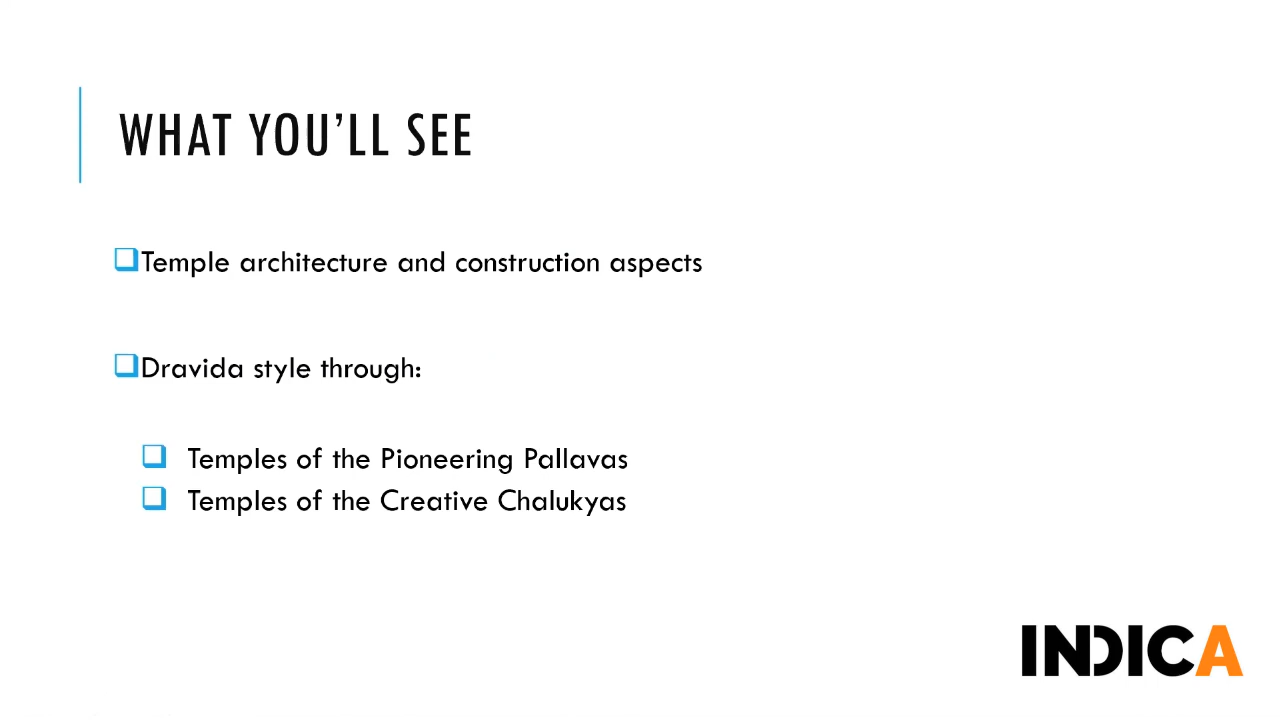 WHAT YOU'LL SEE
Temple architecture and construction aspects
Dravida style through:
Temples of the Pioneering Pallavas
Temples of the Creative Chalukyas
INDICA